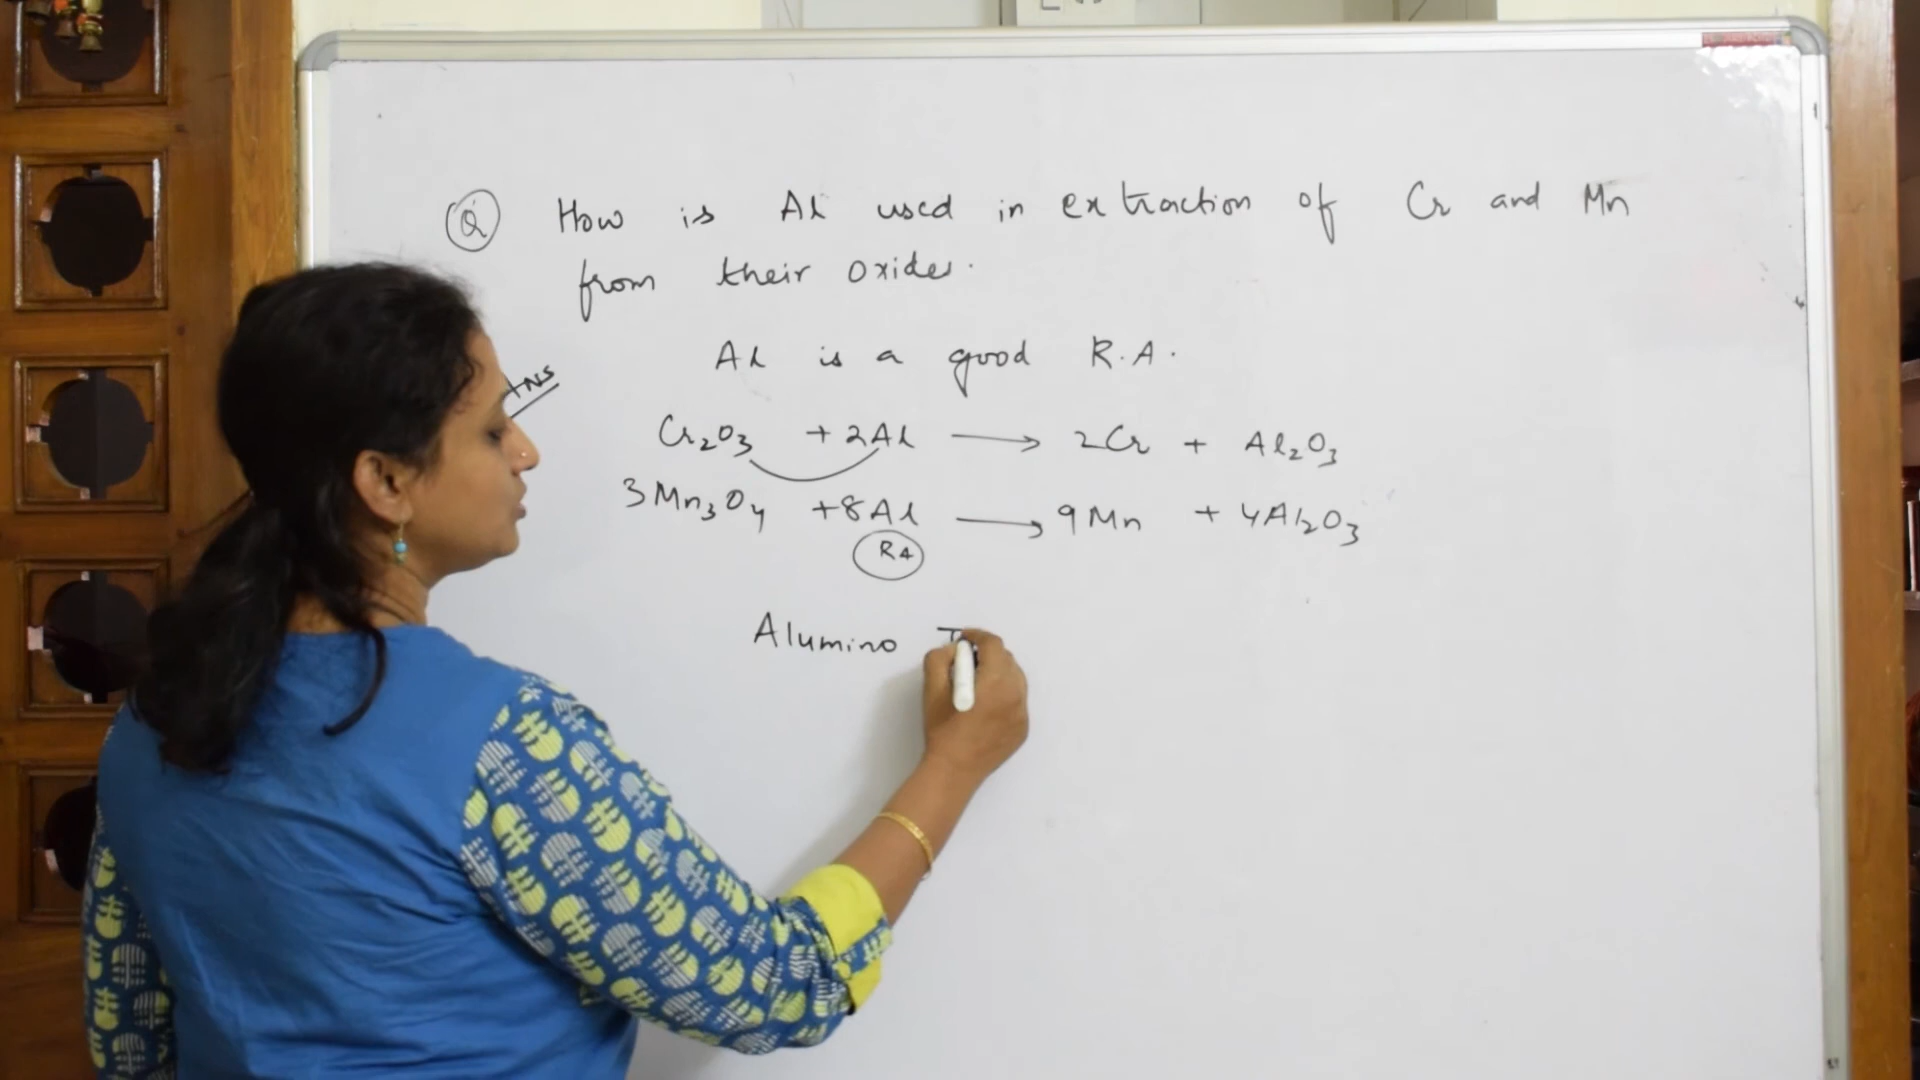 Q How is Al used in extraction of Cr and Mn
from their oxides.
Al is a good R.A.
Ans
Cr₂O₃ + 2Al → 2Cr + Al₂O₃
3Mn₃O₄ + 8Al → 9Mn + 4Al₂O₃
RA
Alumino T